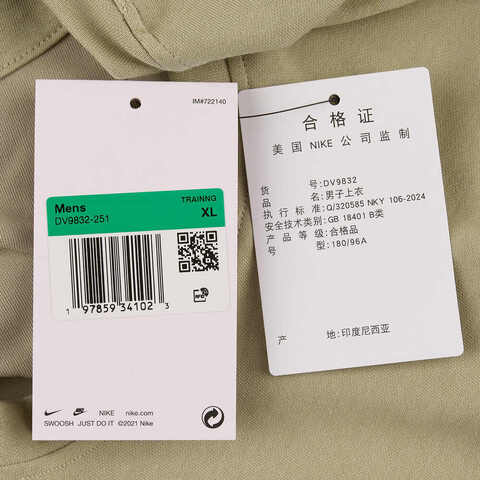 IM#722140
Mens
DV9832-251
TRAINNG
XL
RFID
1 97859 34102 3
NIKE nike.com
SWOOSH JUST DO IT ©2021 Nike
合格证
美国 NIKE 公司监制
货号:DV9832
品名:男子上衣
执行标准:Q/320585 NKY 106-2024
安全技术类别:GB 18401 B类
产品等级:合格品
号型:180/96A
产地:印度尼西亚